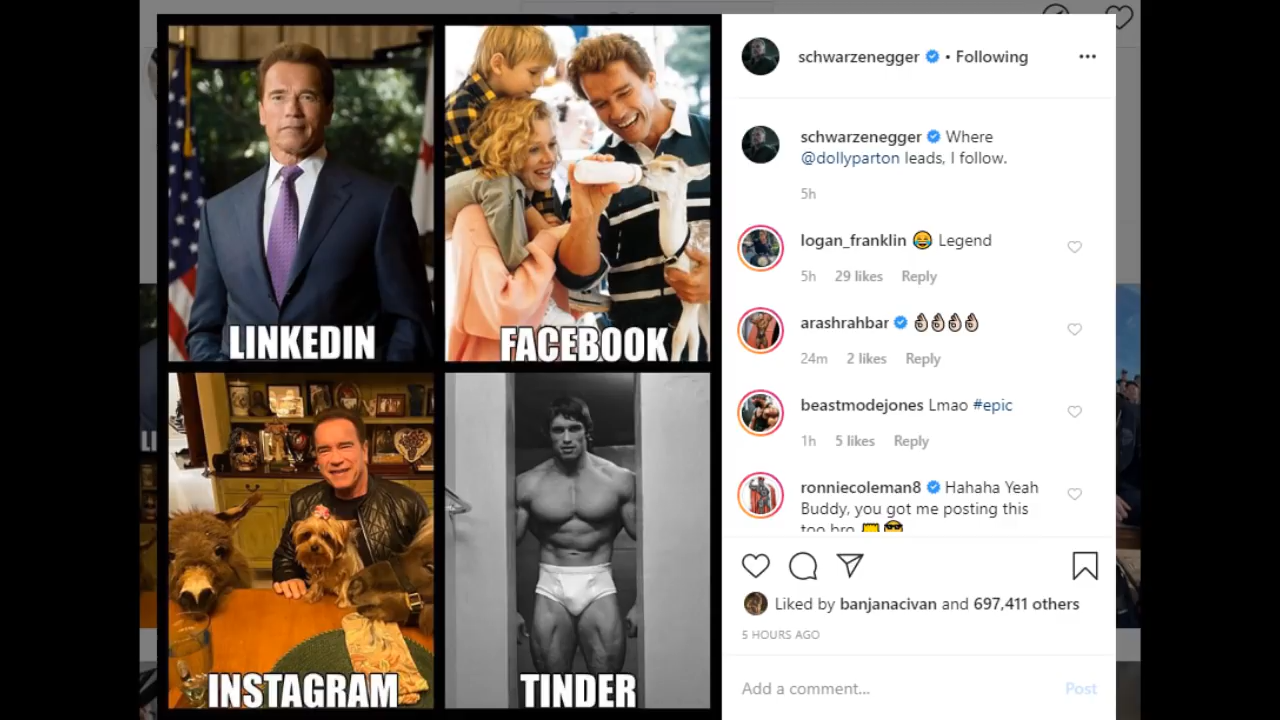 LINKEDIN
FACEBOOK
INSTAGRAM
TINDER
schwarzenegger • Following
schwarzenegger Where
@dollyparton leads, I follow.
5h
logan_franklin 😂 Legend
5h 29 likes Reply
arashrahbar 👌🏻👌🏻👌🏻👌🏻
24m 2 likes Reply
beastmodejones Lmao #epic
1h 5 likes Reply
ronniecoleman8 Hahaha Yeah
Buddy, you got me posting this
too bro
Liked by banjanacivan and 697,411 others
5 HOURS AGO
Add a comment... Post